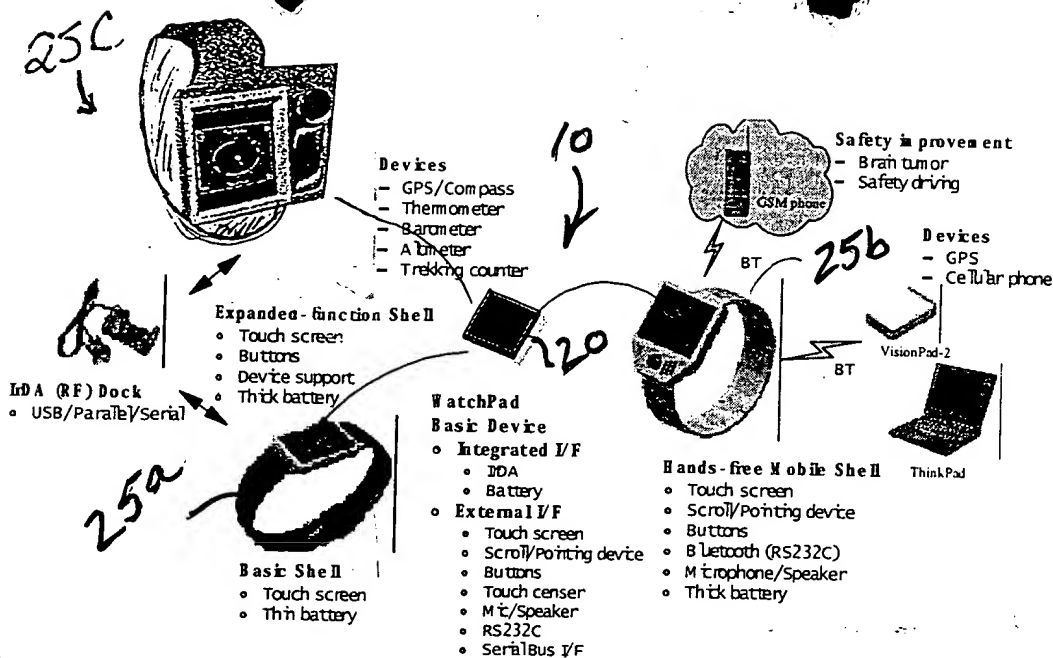 25C
Devices
– GPS/Compass
– Thermometer
– Barometer
– Altimeter
– Trekking counter
10
Safety improvement
– Brain tumor
– Safety driving
GSM phone
BT
25b
Devices
– GPS
– Cellular phone
VisionPad-2
BT
ThinkPad
IrDA (RF) Dock
◦ USB/Parallel/Serial
Expanded-function Shell
◦ Touch screen
◦ Buttons
◦ Device support
◦ Thick battery
120
25a
Basic Shell
◦ Touch screen
◦ Thin battery
WatchPad
Basic Device
◦ Integrated I/F
◦ IrDA
◦ Battery
◦ External I/F
◦ Touch screen
◦ Scroll/Pointing device
◦ Buttons
◦ Touch censer
◦ Mic/Speaker
◦ RS232C
◦ SerialBus I/F
Hands-free Mobile Shell
◦ Touch screen
◦ Scroll/Pointing device
◦ Buttons
◦ Bluetooth (RS232C)
◦ Microphone/Speaker
◦ Thick battery